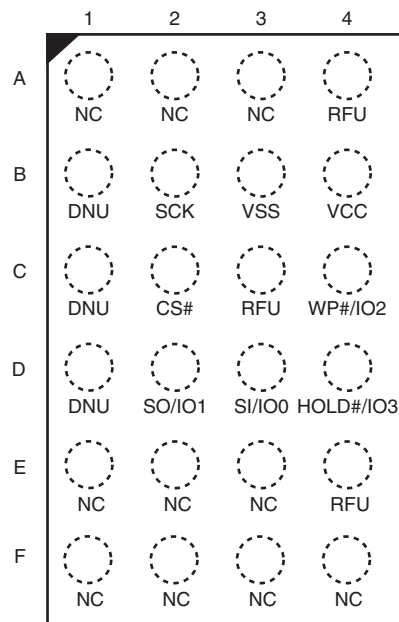 1 2 3 4
A
NC NC NC RFU
B
DNU SCK VSS VCC
C
DNU CS# RFU WP#/IO2
D
DNU SO/IO1 SI/IO0 HOLD#/IO3
E
NC NC NC RFU
F
NC NC NC NC